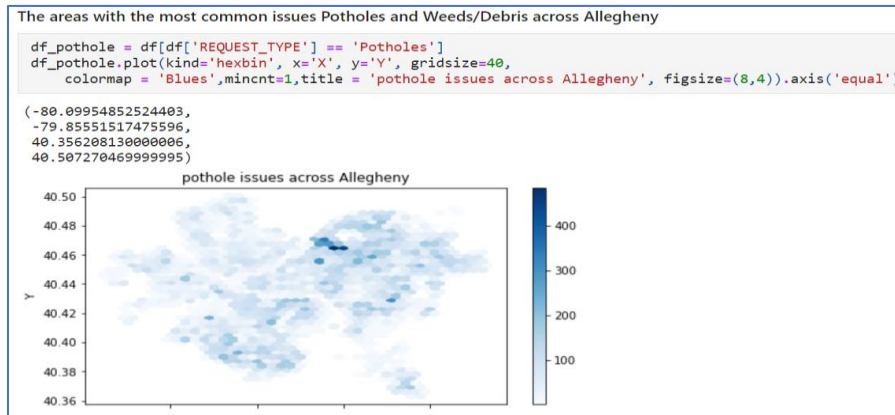 The areas with the most common issues Potholes and Weeds/Debris across Allegheny
df_pothole = df[df['REQUEST_TYPE'] == 'Potholes']
df_pothole.plot(kind='hexbin', x='X', y='Y', gridsize=40,
colormap = 'Blues',mincnt=1,title = 'pothole issues across Allegheny', figsize=(8,4)).axis('equal')
(-80.09954852524403,
-79.85551517475596,
40.356208130000006,
40.507270469999995)
pothole issues across Allegheny
40.50
40.48
40.46
40.44
40.42
40.40
40.38
40.36
Y
400
300
200
100